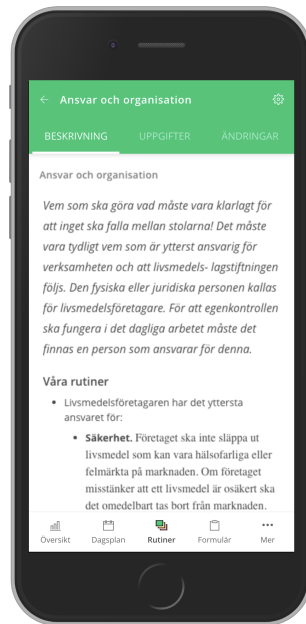 Ansvar och organisation
BESKRIVNING UPPGIFTER ÄNDRINGAR
Ansvar och organisation
Vem som ska göra vad måste vara klarlagt för
att inget ska falla mellan stolarna! Det måste
vara tydligt vem som är ytterst ansvarig för
verksamheten och att livsmedels- lagstiftningen
följs. Den fysiska eller juridiska personen kallas
för livsmedelsföretagare. För att egenkontrollen
ska fungera i det dagliga arbetet måste det
finnas en person som ansvarar för denna.
Våra rutiner
• Livsmedelsföretagaren har det yttersta
ansvaret för:
• Säkerhet. Företaget ska inte släppa ut
livsmedel som kan vara hälsofarliga eller
felmärkta på marknaden. Om företaget
misstänker att ett livsmedel är osäkert ska
det omedelbart tas bort från marknaden.
Översikt Dagsplan Rutiner Formulär Mer